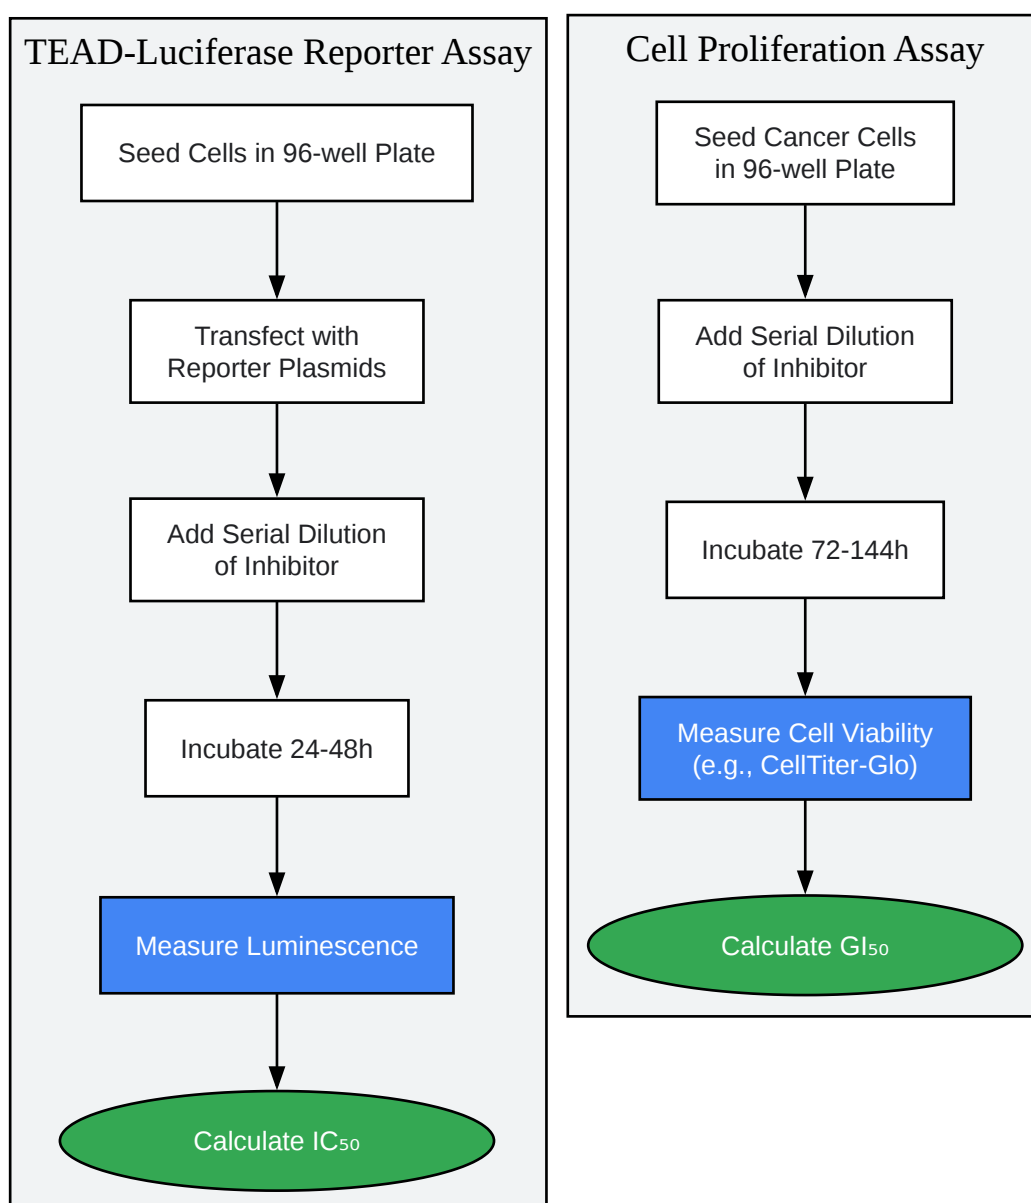 TEAD-Luciferase Reporter Assay
Seed Cells in 96-well Plate
Transfect with
Reporter Plasmids
Add Serial Dilution
of Inhibitor
Incubate 24-48h
Measure Luminescence
Calculate IC₅₀
Cell Proliferation Assay
Seed Cancer Cells
in 96-well Plate
Add Serial Dilution
of Inhibitor
Incubate 72-144h
Measure Cell Viability
(e.g., CellTiter-Glo)
Calculate GI₅₀